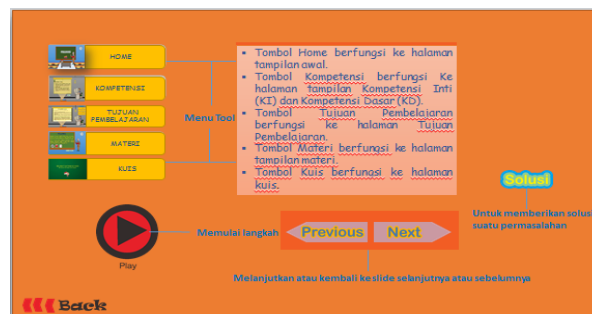 HOME
KOMPETENSI
TUJUAN
PEMBELAJARAN
MATERI
KUIS
Menu Tool
▪ Tombol Home berfungsi ke halaman
tampilan awal.
▪ Tombol Kompetensi berfungsi Ke
halaman tampilan Kompetensi Inti
(KI) dan Kompetensi Dasar (KD).
▪ Tombol Tujuan Pembelajaran
berfungsi ke halaman Tujuan
Pembelajaran.
▪ Tombol Materi berfungsi ke halaman
tampilan materi.
▪ Tombol Kuis berfungsi ke halaman
kuis.
Solusi
Untuk memberikan solusi
suatu permasalahan
Play
Memulai langkah
Previous
Next
Melanjutkan atau kembali ke slide selanjutnya atau sebelumnya
Back